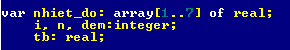 var nhiet_do: array[1..7] of real;
i, n, dem:integer;
tb: real;